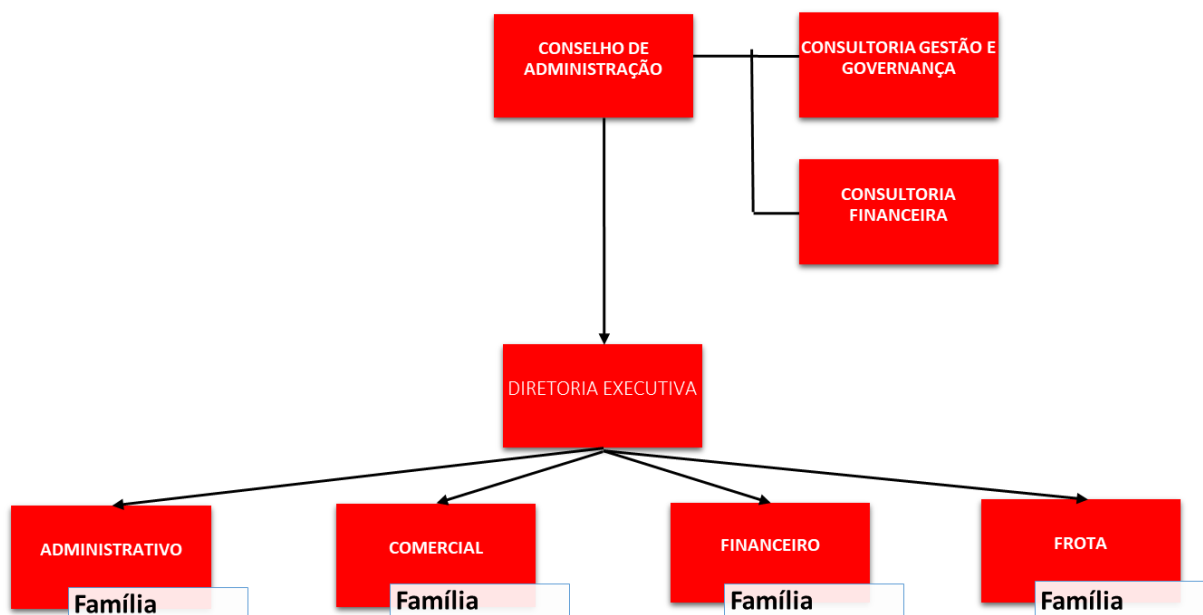 CONSELHO DE
ADMINISTRAÇÃO
CONSULTORIA GESTÃO E
GOVERNANÇA
CONSULTORIA
FINANCEIRA
DIRETORIA EXECUTIVA
ADMINISTRATIVO
COMERCIAL
FINANCEIRO
FROTA
Família
Família
Família
Família